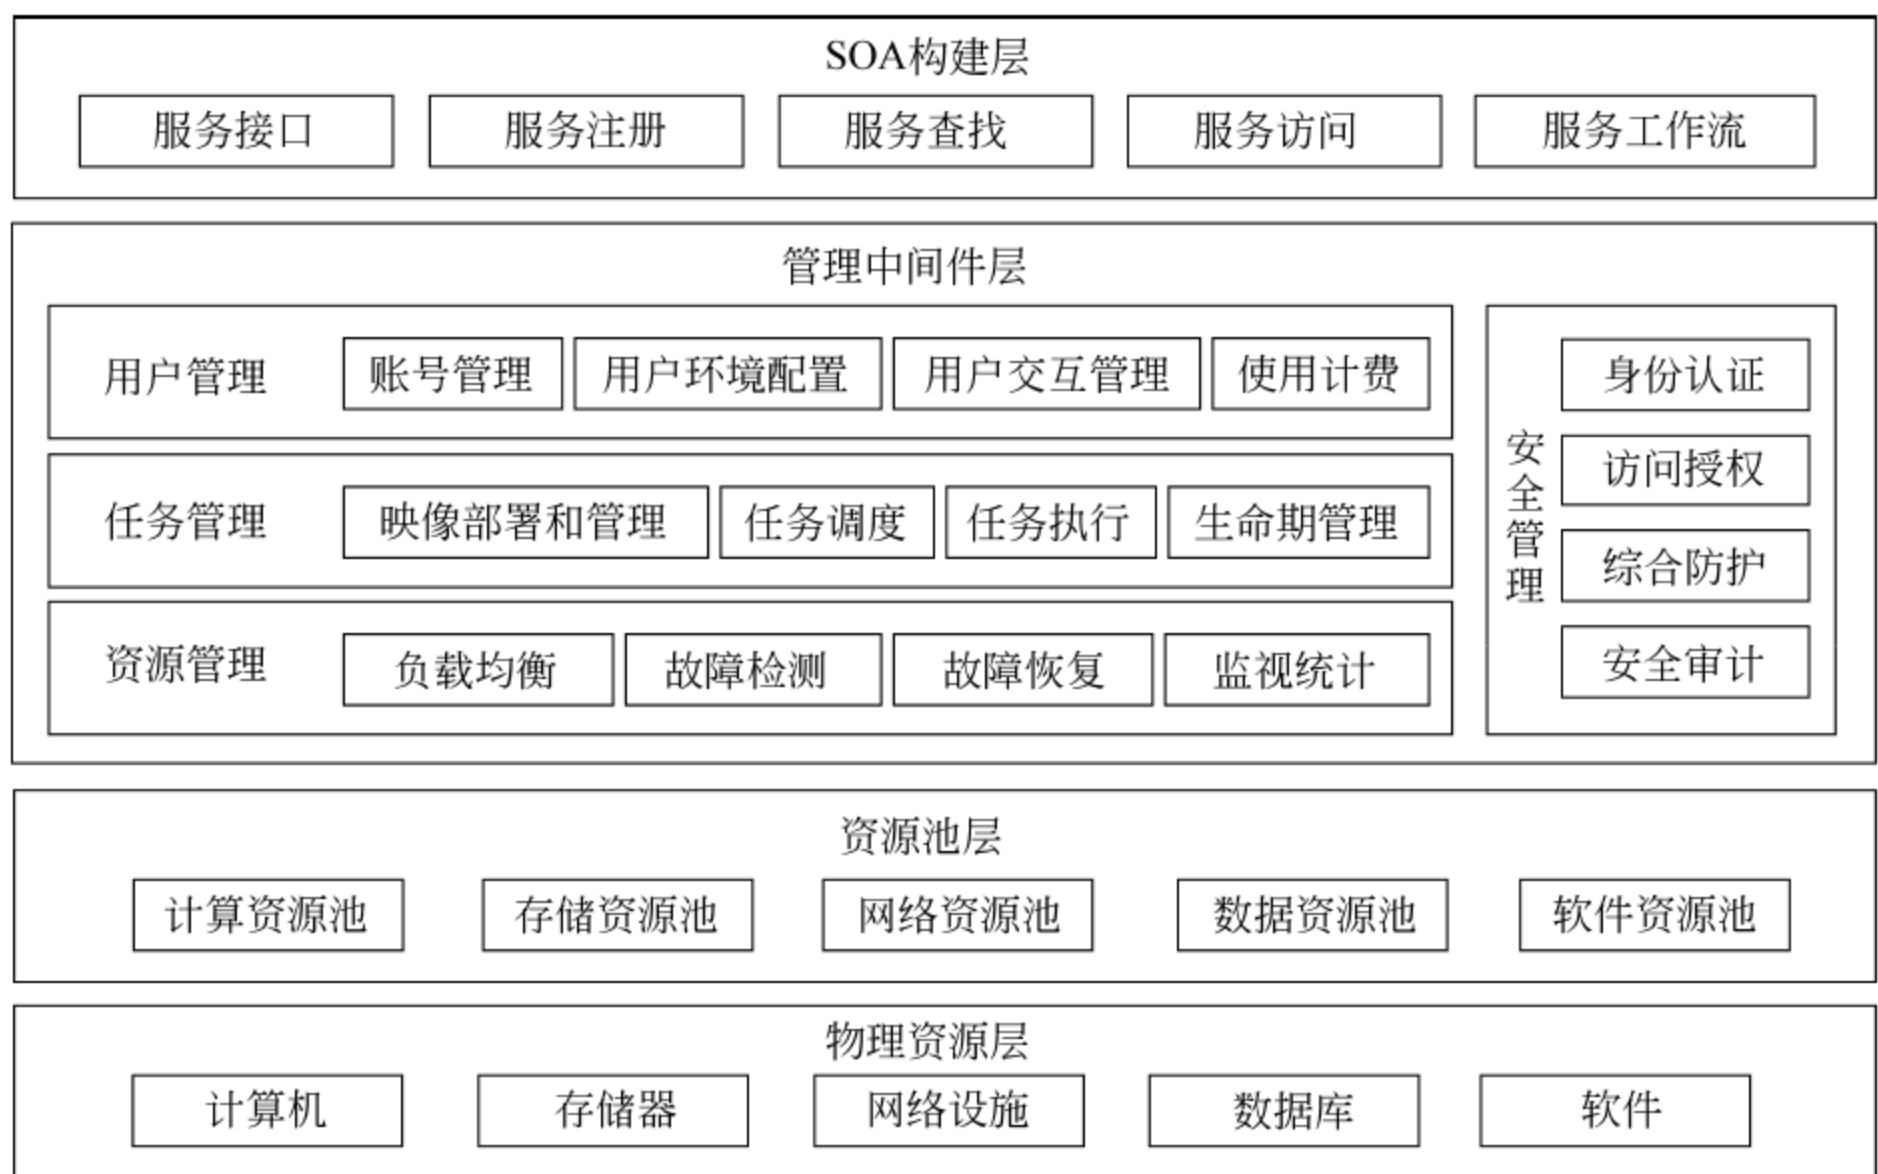 SOA构建层
服务接口 服务注册 服务查找 服务访问 服务工作流
管理中间件层
用户管理 账号管理 用户环境配置 用户交互管理 使用计费
任务管理 映像部署和管理 任务调度 任务执行 生命期管理
资源管理 负载均衡 故障检测 故障恢复 监视统计
安全管理
身份认证
访问授权
综合防护
安全审计
资源池层
计算资源池 存储资源池 网络资源池 数据资源池 软件资源池
物理资源层
计算机 存储器 网络设施 数据库 软件